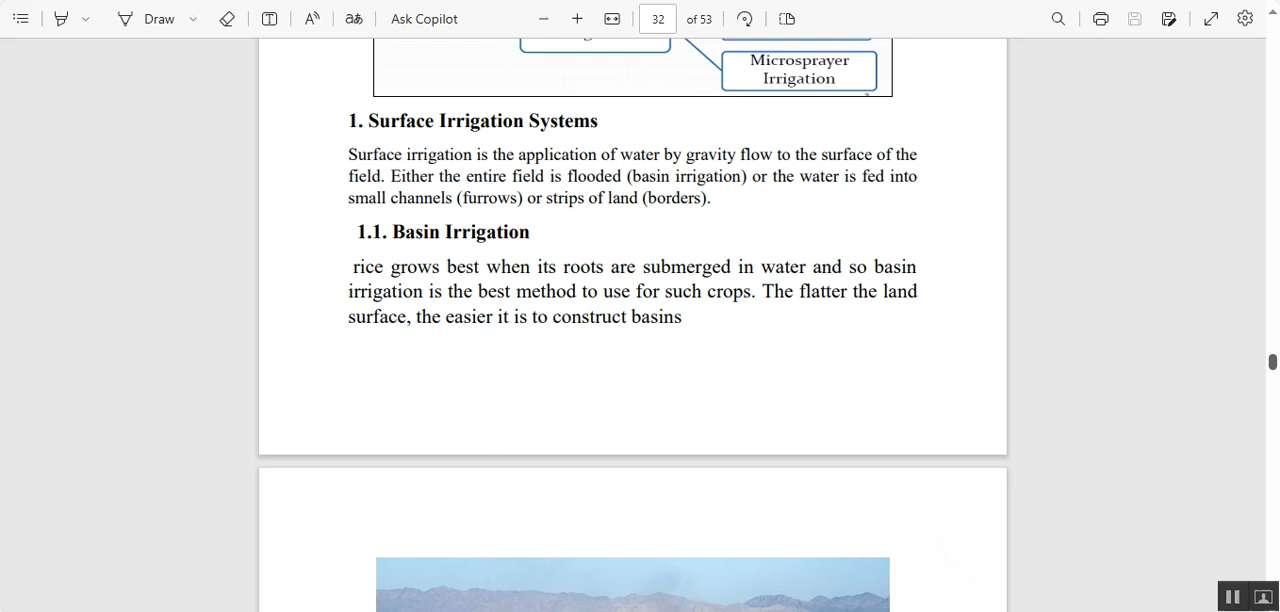 Draw
Ask Copilot
32 of 53
Microsprayer
Irrigation
1. Surface Irrigation Systems
Surface irrigation is the application of water by gravity flow to the surface of the
field. Either the entire field is flooded (basin irrigation) or the water is fed into
small channels (furrows) or strips of land (borders).
1.1. Basin Irrigation
rice grows best when its roots are submerged in water and so basin
irrigation is the best method to use for such crops. The flatter the land
surface, the easier it is to construct basins